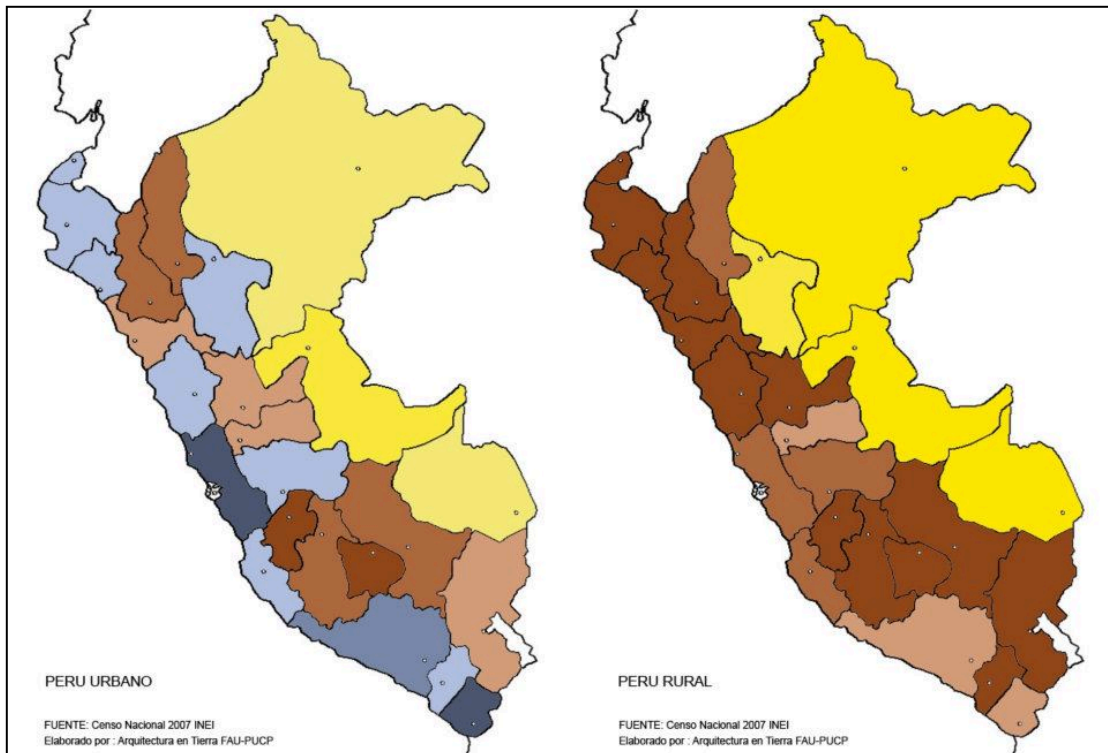 PERU URBANO
FUENTE: Censo Nacional 2007 INEI
Elaborado por : Arquitectura en Tierra FAU-PUCP
PERU RURAL
FUENTE: Censo Nacional 2007 INEI
Elaborado por : Arquitectura en Tierra FAU-PUCP